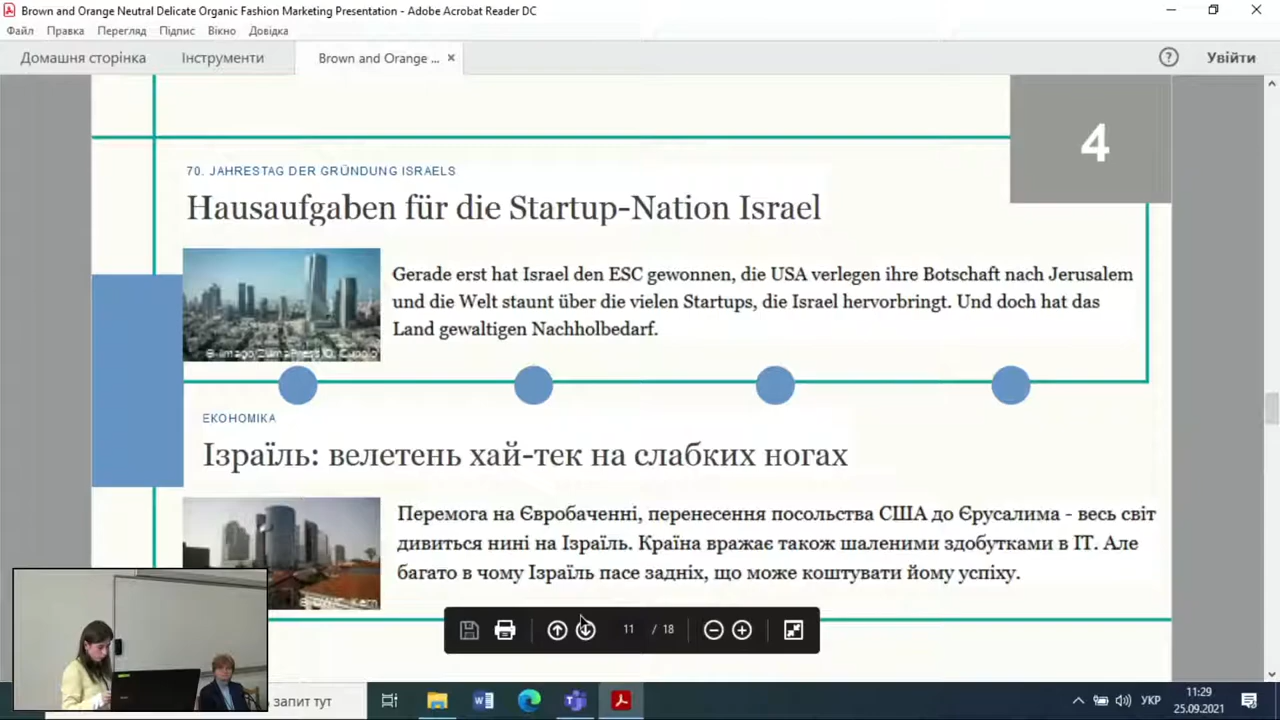 Brown and Orange Neutral Delicate Organic Fashion Marketing Presentation - Adobe Acrobat Reader DC
Файл Правка Перегляд Підпис Вікно Довідка
Домашня сторінка Інструменти Brown and Orange ... × ? Увійти
4
70. JAHRESTAG DER GRÜNDUNG ISRAELS
Hausaufgaben für die Startup-Nation Israel
Gerade erst hat Israel den ESC gewonnen, die USA verlegen ihre Botschaft nach Jerusalem
und die Welt staunt über die vielen Startups, die Israel hervorbringt. Und doch hat das
Land gewaltigen Nachholbedarf.
© Imago/ZUMA Press/
ЕКОНОМІКА
Ізраїль: велетень хай-тек на слабких ногах
Перемога на Євробаченні, перенесення посольства США до Єрусалима - весь світ
дивиться нині на Ізраїль. Країна вражає також шаленими здобутками в ІТ. Але
багато в чому Ізраїль пасе задніх, що може коштувати йому успіху.
11 / 18
запит тут
УКР
11:29
25.09.2021